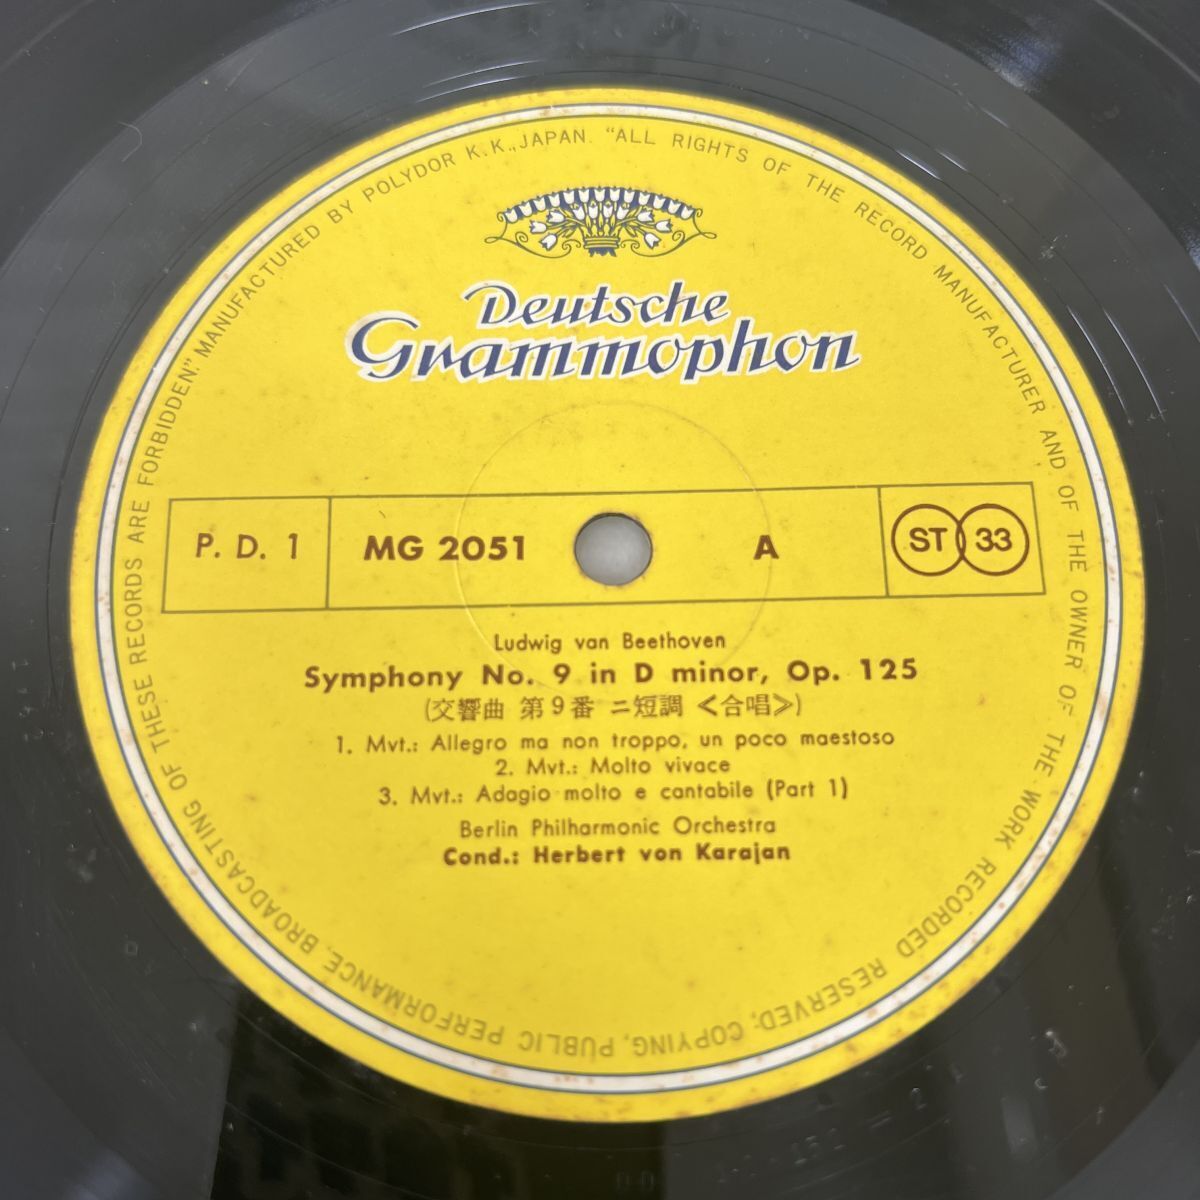 MANUFACTURED BY POLYDOR K.K., JAPAN. "ALL RIGHTS OF THE RECORD MANUFACTURER AND OF THE OWNER OF THE WORK RECORDED RESERVED; COPYING, PUBLIC PERFORMANCE, BROADCASTING OF THESE RECORDS ARE FORBIDDEN".
Deutsche
Grammophon
P. D. 1 MG 2051 A ST 33
Ludwig van Beethoven
Symphony No. 9 in D minor, Op. 125
(交響曲 第9番 ニ短調 <合唱>)
1. Mvt.: Allegro ma non troppo, un poco maestoso
2. Mvt.: Molto vivace
3. Mvt.: Adagio molto e cantabile (Part 1)
Berlin Philharmonic Orchestra
Cond.: Herbert von Karajan